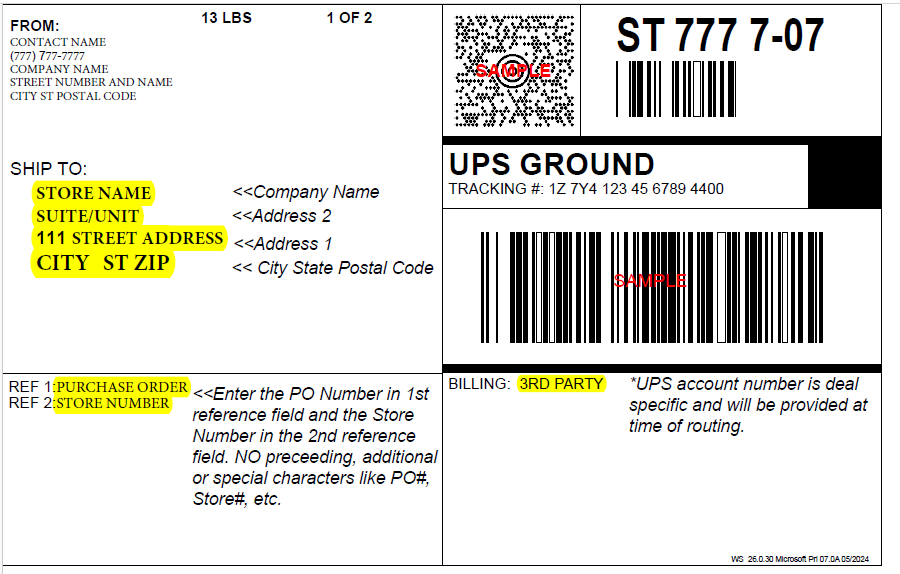 FROM:
CONTACT NAME
(777) 777-7777
COMPANY NAME
STREET NUMBER AND NAME
CITY ST POSTAL CODE
13 LBS 1 OF 2
SHIP TO:
STORE NAME <<Company Name
SUITE/UNIT <<Address 2
111 STREET ADDRESS <<Address 1
CITY ST ZIP << City State Postal Code
SAMPLE
ST 777 7-07
UPS GROUND
TRACKING #: 1Z 7Y4 123 45 6789 4400
SAMPLE
REF 1:PURCHASE ORDER
REF 2:STORE NUMBER
<<Enter the PO Number in 1st
reference field and the Store
Number in the 2nd reference
field. NO preceeding, additional
or special characters like PO#,
Store#, etc.
BILLING: 3RD PARTY
*UPS account number is deal
specific and will be provided at
time of routing.
WS 26.0.30 Microsoft Pri 07.0A 05/2024